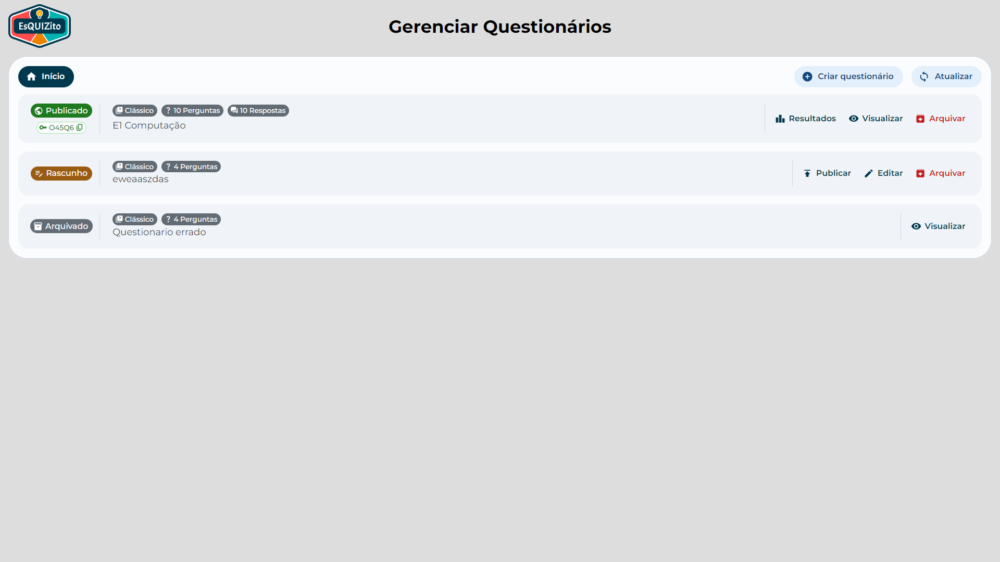 EsQUIZito
Gerenciar Questionários
Início
Criar questionário
Atualizar
Publicado
O45Q6
Clássico
? 10 Perguntas
10 Respostas
E1 Computação
Resultados
Visualizar
Arquivar
Rascunho
Clássico
? 4 Perguntas
eweaaszdas
Publicar
Editar
Arquivar
Arquivado
Clássico
? 4 Perguntas
Questionario errado
Visualizar